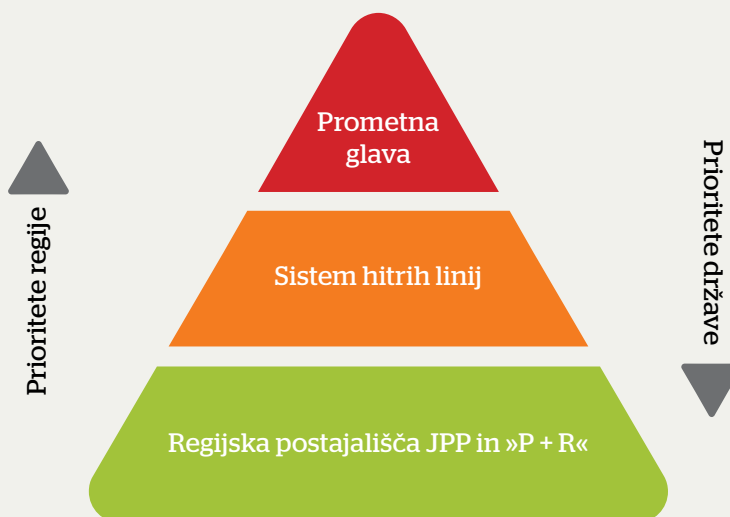 Prometna
glava
Sistem hitrih linij
Regijska postajališča JPP in »P + R«
Prioritete regije
Prioritete države